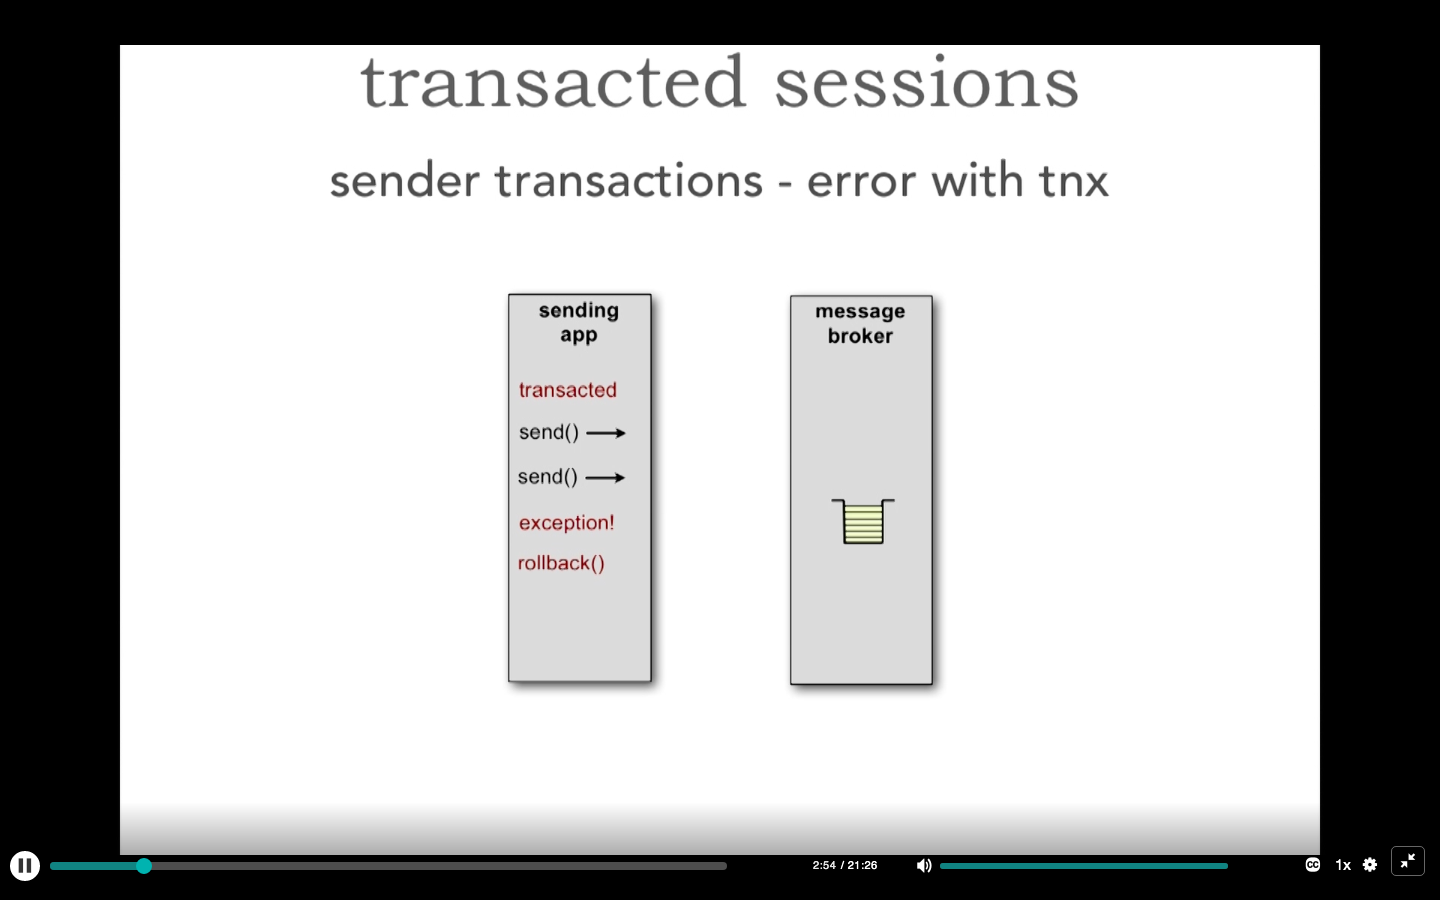 transacted sessions
sender transactions - error with tnx
sending
app
transacted
send()
send()
exception!
rollback()
message
broker
2:54 / 21:26
CC
1x